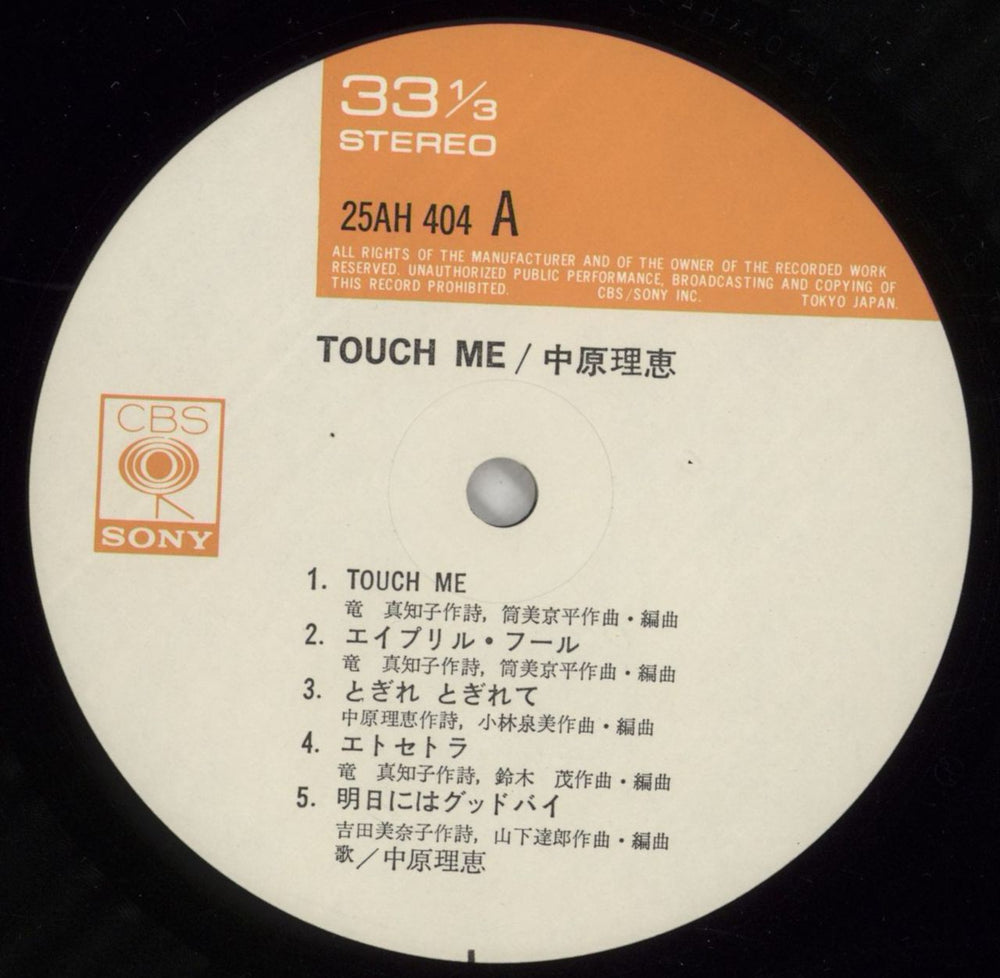 33 1/3
STEREO
25AH 404 A
ALL RIGHTS OF THE MANUFACTURER AND OF THE OWNER OF THE RECORDED WORK
RESERVED. UNAUTHORIZED PUBLIC PERFORMANCE, BROADCASTING AND COPYING OF
THIS RECORD PROHIBITED. CBS/SONY INC. TOKYO JAPAN.
TOUCH ME / 中原理恵
CBS
SONY
1. TOUCH ME
竜 真知子作詩, 筒美京平作曲・編曲
2. エイプリル・フール
竜 真知子作詩, 筒美京平作曲・編曲
3. とぎれ とぎれて
中原理恵作詩, 小林泉美作曲・編曲
4. エトセトラ
竜 真知子作詩, 鈴木 茂作曲・編曲
5. 明日にはグッドバイ
吉田美奈子作詩, 山下達郎作曲・編曲
歌／中原理恵